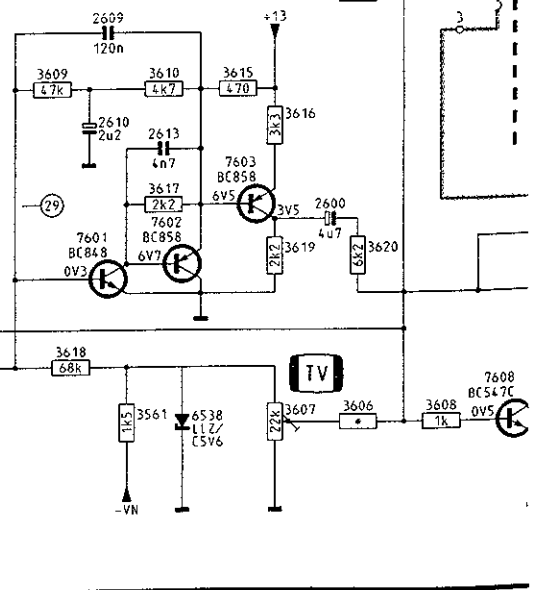 2609
120n
+13
3
3609
47k
3610
4k7
3615
470
2610
2u2
3616
3k3
2613
4n7
7603
BC858
29
3617
2k2
6V5
3V5
2600
4u7
7602
BC858
7601
BC848
6V7
0V3
3619
2k2
3620
6k2
3618
68k
TV
7608
BC547C
3561
1k5
6538
LLZ/
C5V6
3607
22k
3606
3608
1k
0V5
-VN